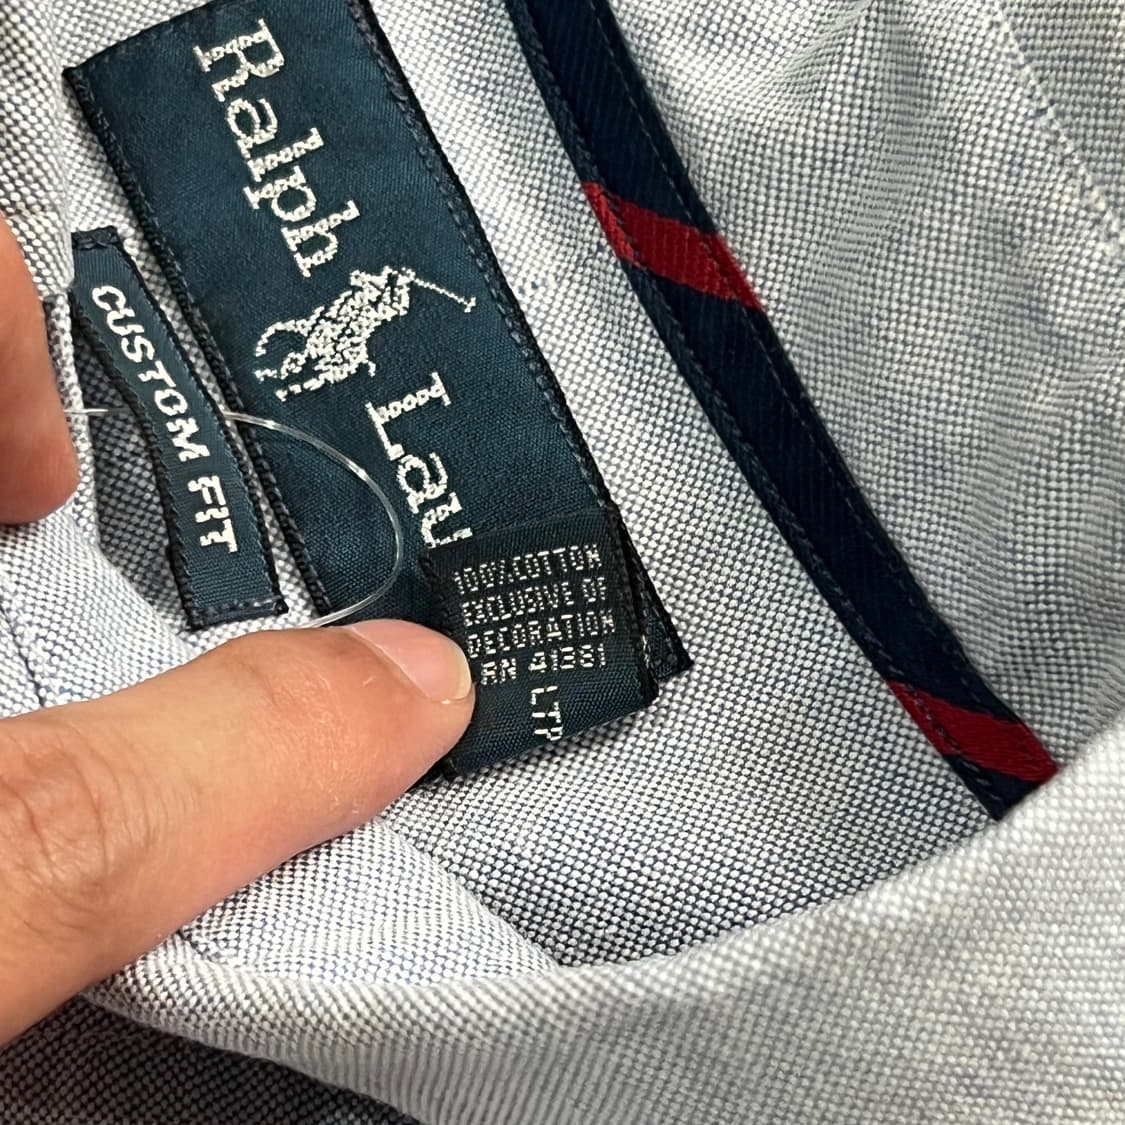 Ralph Lau
CUSTOM FIT
100% COTTON
EXCLUSIVE OF
DECORATION
RN 41381
LTP